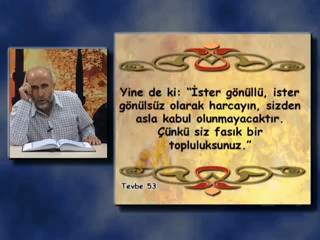 Yine de ki: “İster gönüllü, ister
gönülsüz olarak harcayın, sizden
asla kabul olunmayacaktır.
Çünkü siz fasık bir
topluluksunuz.”
Tevbe 53